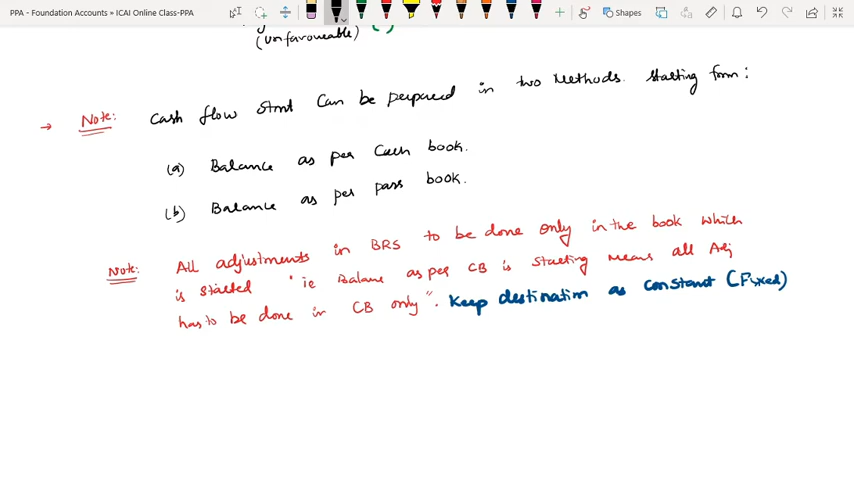 PPA - Foundation Accounts » ICAI Online Class-PPA
Shapes
(unfavoueable) (-)
→ Note: Cash flow stmt Can be perpared in two Methods. Starting from:
(a) Balance as per Cash book.
(b) Balance as per pass book.
Note: All adjustments in BRS to be done only in the book which
is started "ie Balane as per CB is starting Means all Adj
has to be done in CB only". Keep destination as constant (Fixed)